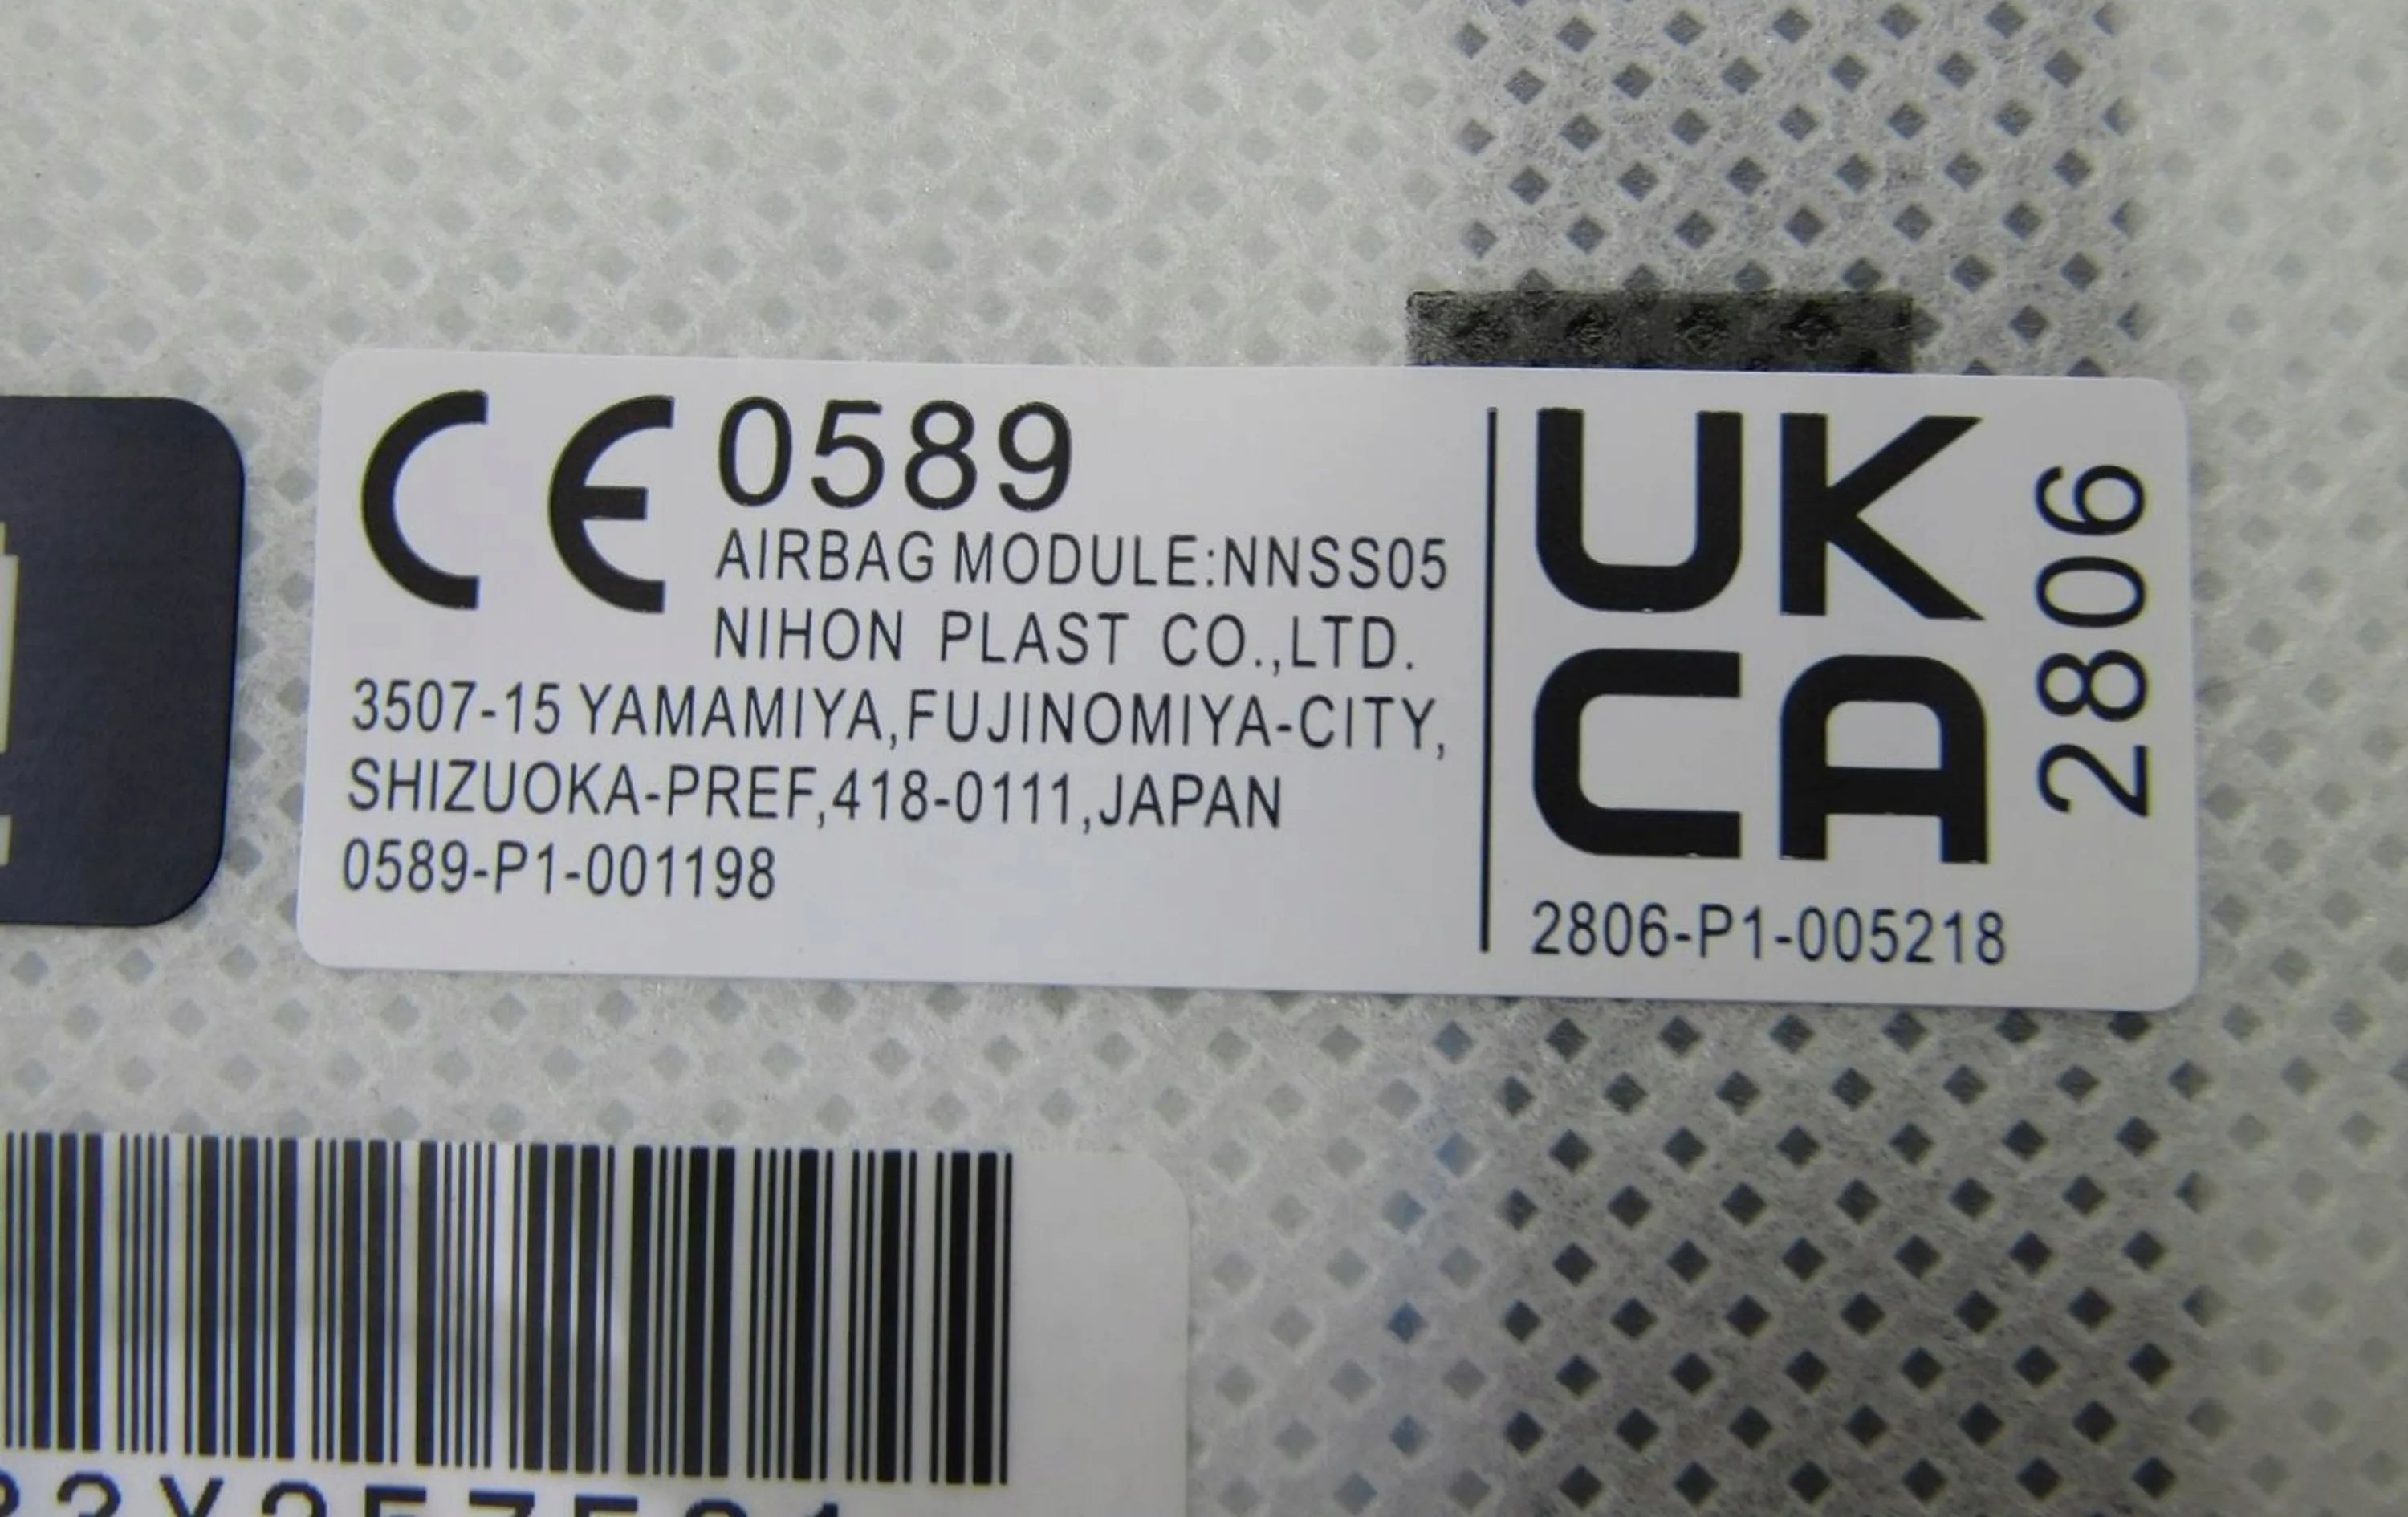 CE 0589
AIRBAG MODULE:NNSS05
NIHON PLAST CO.,LTD.
3507-15 YAMAMIYA,FUJINOMIYA-CITY,
SHIZUOKA-PREF,418-0111,JAPAN
0589-P1-001198
UK
CA
2806
2806-P1-005218